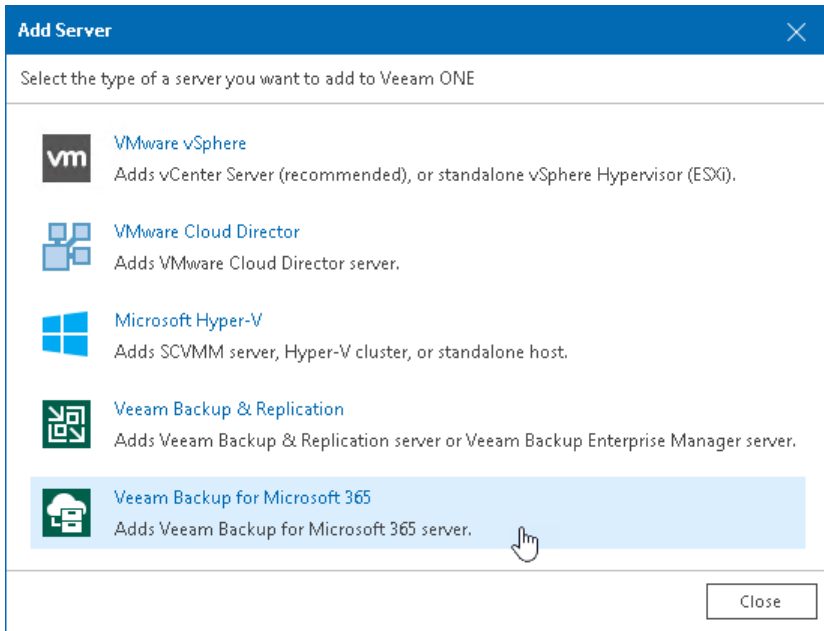 Add Server
Select the type of a server you want to add to Veeam ONE
vm
VMware vSphere
Adds vCenter Server (recommended), or standalone vSphere Hypervisor (ESXi).
VMware Cloud Director
Adds VMware Cloud Director server.
Microsoft Hyper-V
Adds SCVMM server, Hyper-V cluster, or standalone host.
Veeam Backup & Replication
Adds Veeam Backup & Replication server or Veeam Backup Enterprise Manager server.
Veeam Backup for Microsoft 365
Adds Veeam Backup for Microsoft 365 server.
Close